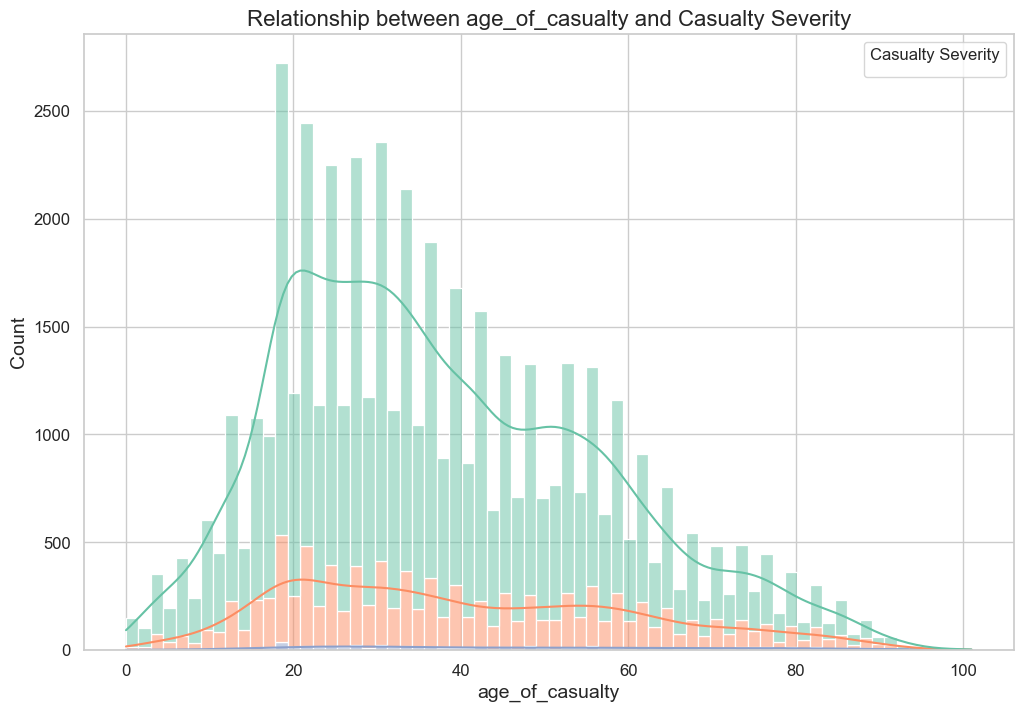 Relationship between age_of_casualty and Casualty Severity
Casualty Severity
Count
2500
2000
1500
1000
500
0
0 20 40 60 80 100
age_of_casualty